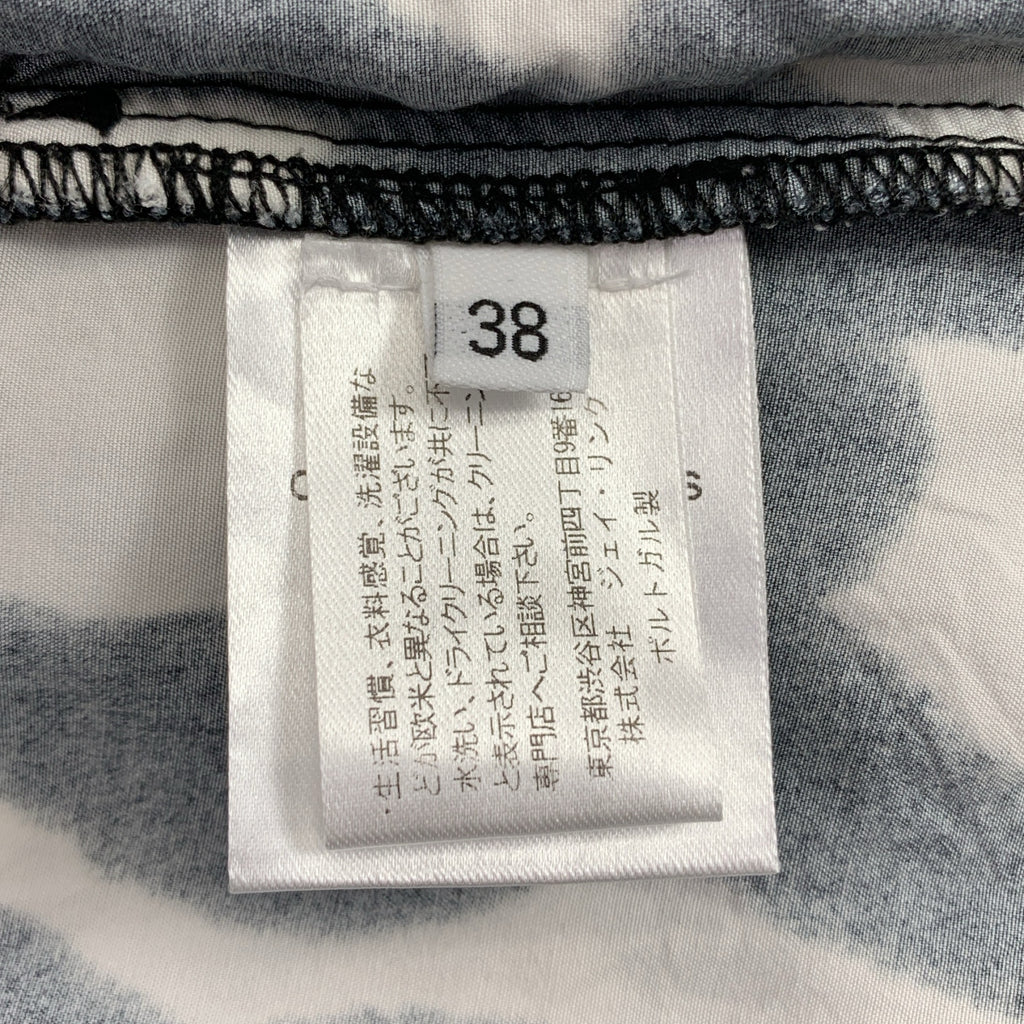 38
・生活習慣、衣料感覚、洗濯設備な
どが欧米と異なることがございます。
水洗い、ドライクリーニングが共に不
と表示されている場合は、クリーニン
専門店へご相談下さい。
東京都渋谷区神宮前四丁目9番16
株式会社 ジェイ・リンク
ポルトガル製